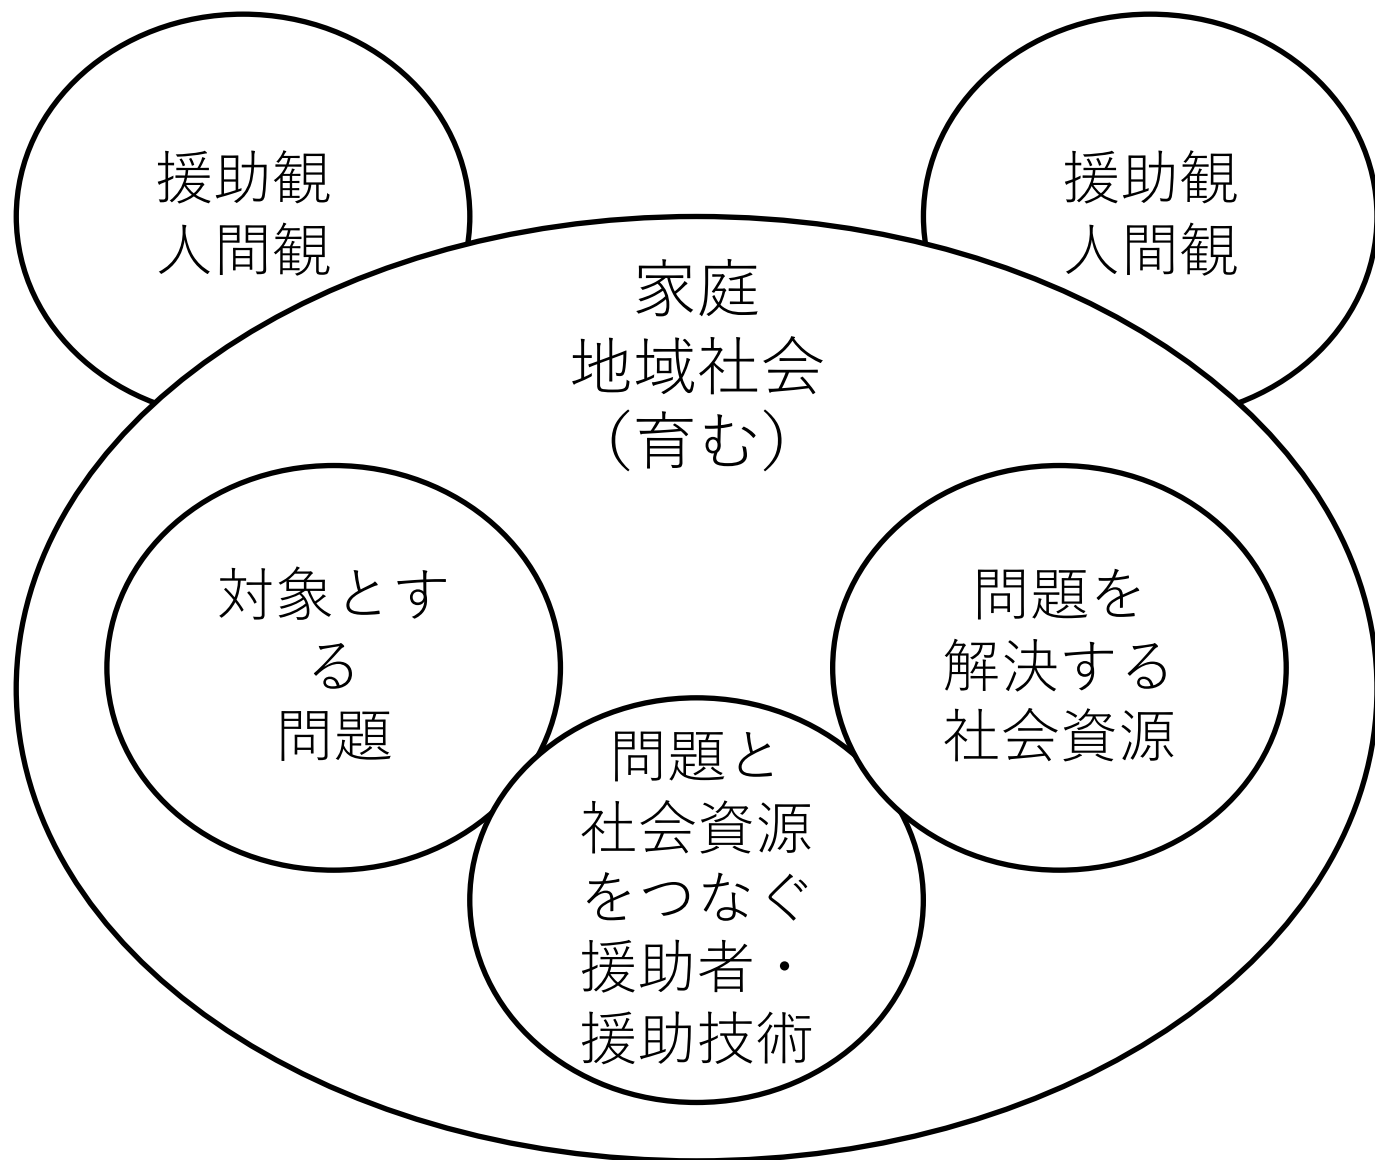 援助観
人間観
援助観
人間観
家庭
地域社会
（育む）
対象とす
る
問題
問題を
解決する
社会資源
問題と
社会資源
をつなぐ
援助者・
援助技術